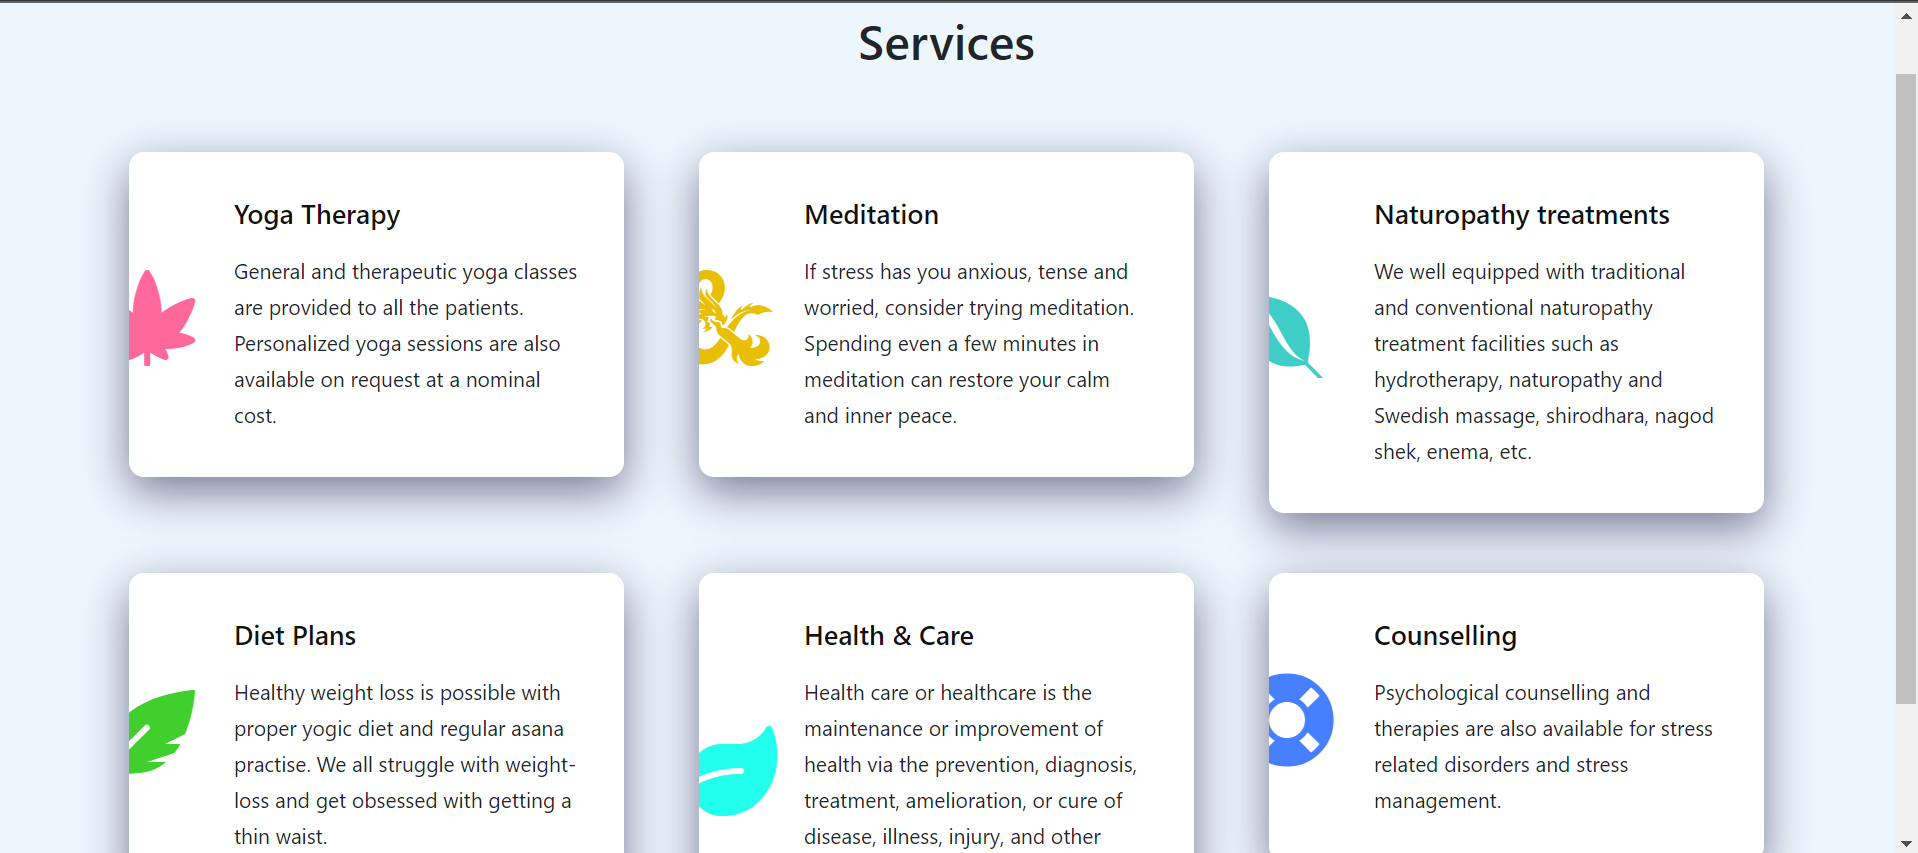 Services
Yoga Therapy
General and therapeutic yoga classes
are provided to all the patients.
Personalized yoga sessions are also
available on request at a nominal
cost.
Meditation
If stress has you anxious, tense and
worried, consider trying meditation.
Spending even a few minutes in
meditation can restore your calm
and inner peace.
Naturopathy treatments
We well equipped with traditional
and conventional naturopathy
treatment facilities such as
hydrotherapy, naturopathy and
Swedish massage, shirodhara, nagod
shek, enema, etc.
Diet Plans
Healthy weight loss is possible with
proper yogic diet and regular asana
practise. We all struggle with weight-
loss and get obsessed with getting a
thin waist.
Health & Care
Health care or healthcare is the
maintenance or improvement of
health via the prevention, diagnosis,
treatment, amelioration, or cure of
disease, illness, injury, and other
Counselling
Psychological counselling and
therapies are also available for stress
related disorders and stress
management.